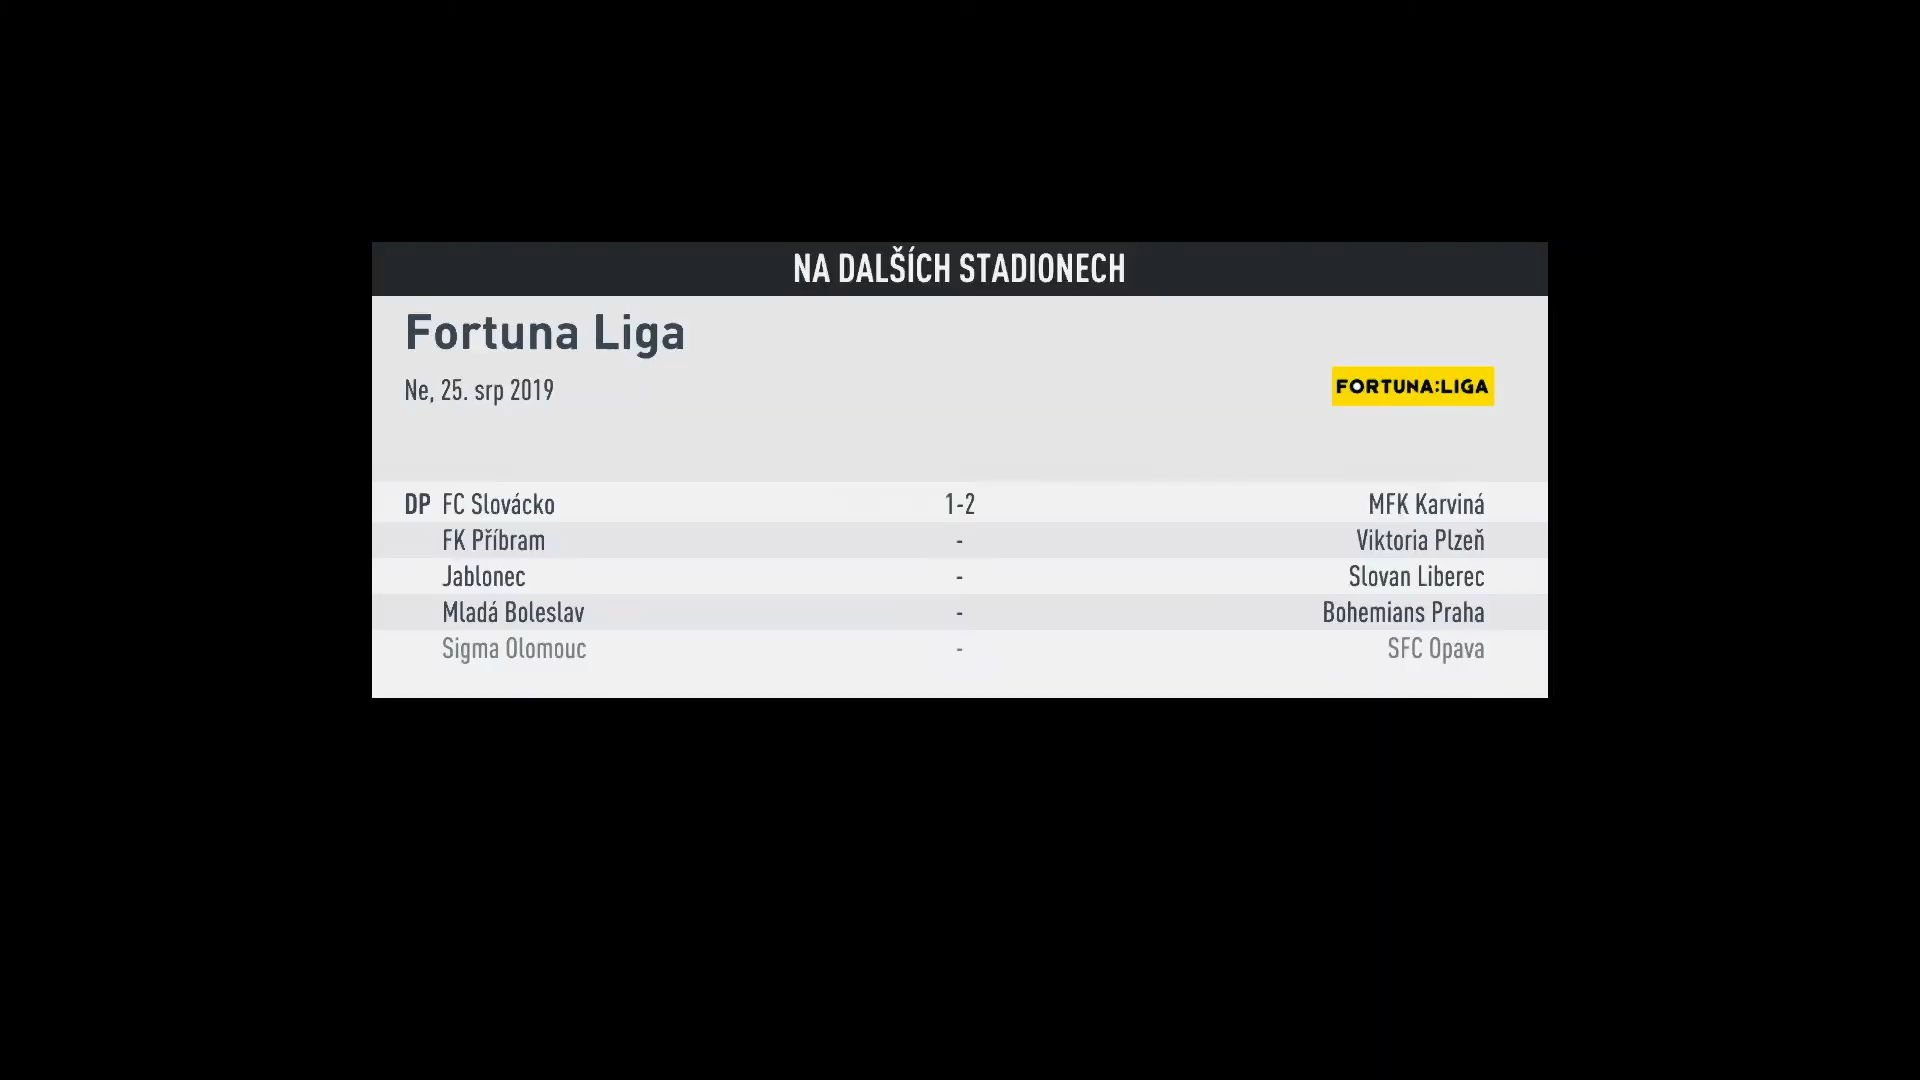 NA DALŠÍCH STADIONECH
Fortuna Liga
Ne, 25. srp 2019
FORTUNA:LIGA
DP FC Slovácko 1-2 MFK Karviná
FK Příbram - Viktoria Plzeň
Jablonec - Slovan Liberec
Mladá Boleslav - Bohemians Praha
Sigma Olomouc - SFC Opava